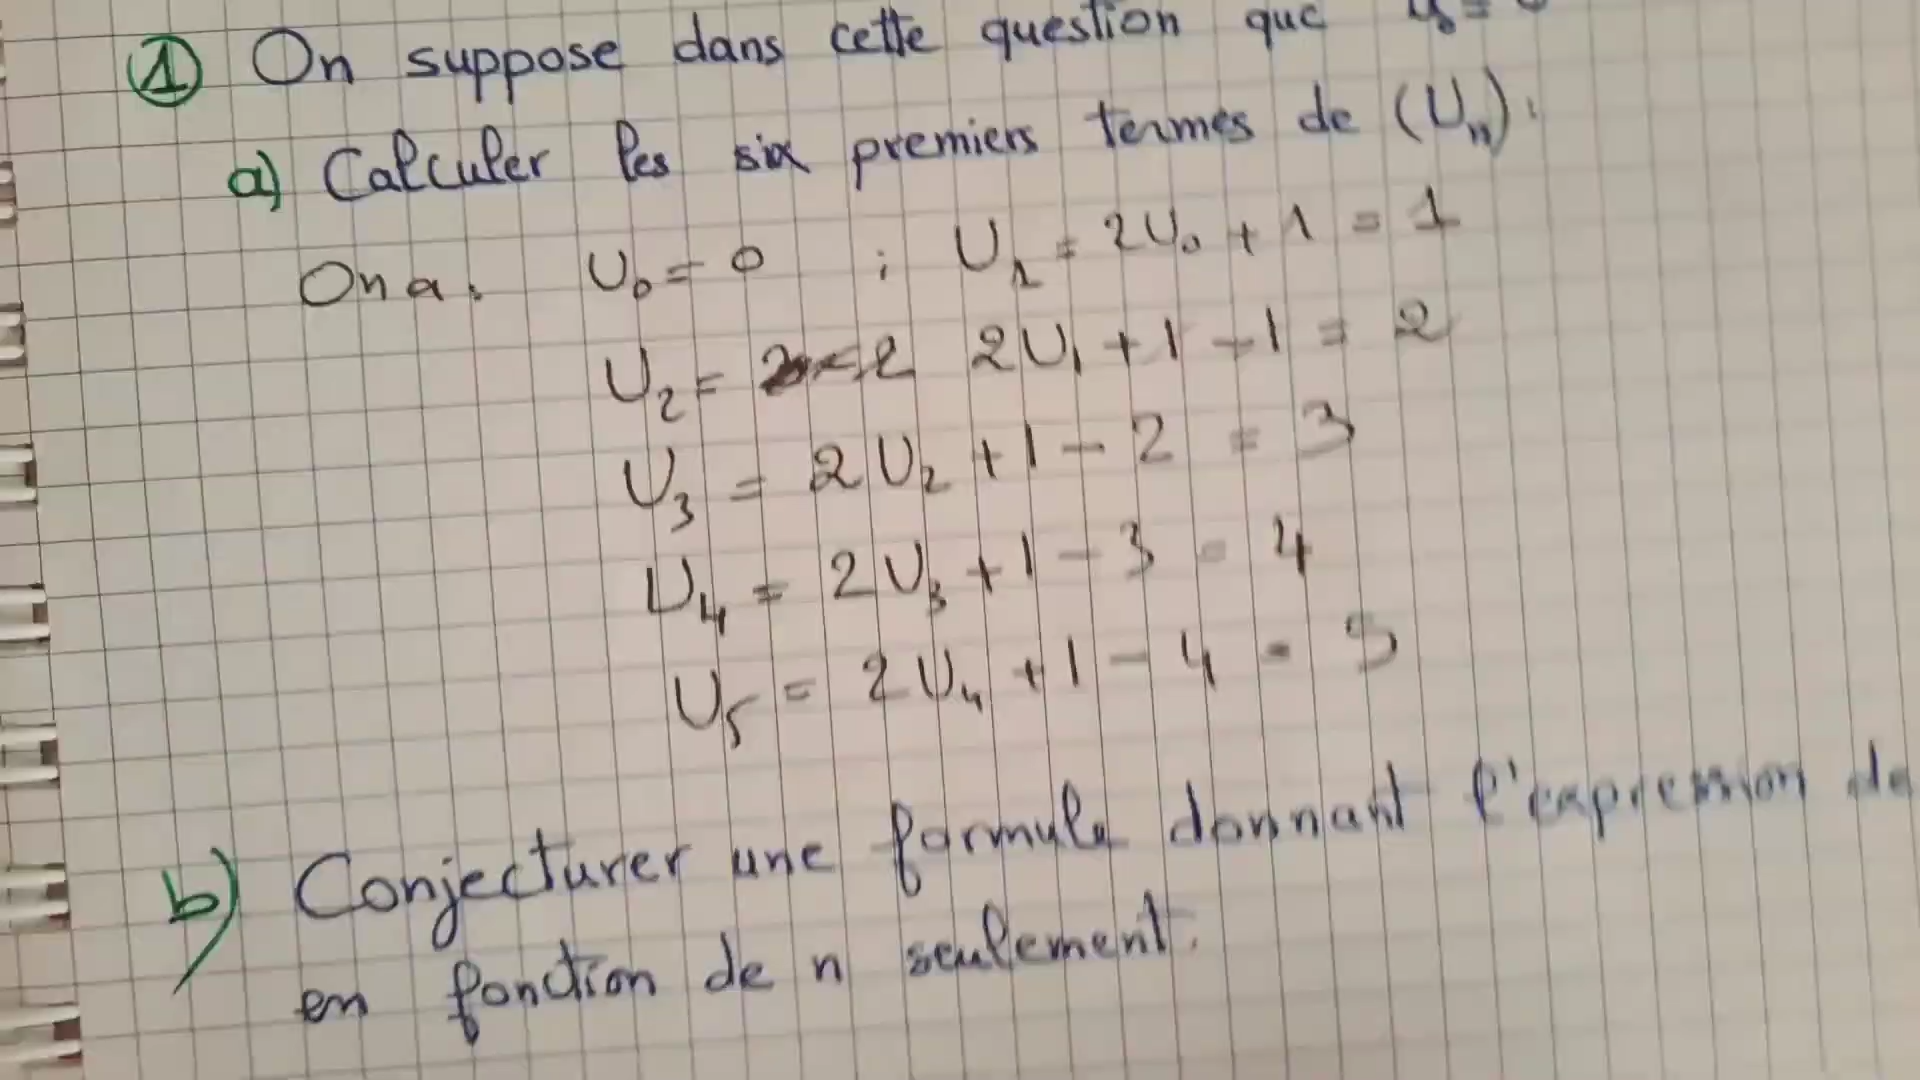 ① On suppose dans cette question que U₀ =
a) Calculer les six premiers termes de (Uₙ):
On a: U₀ = 0 ; U₁ = 2U₀ + 1 = 1
U₂ = 2U₁ + 1 - 1 = 2
U₃ = 2U₂ + 1 - 2 = 3
U₄ = 2U₃ + 1 - 3 = 4
U₅ = 2U₄ + 1 - 4 = 5
b) Conjecturer une formule donnant l'expression de
en fonction de n seulement.